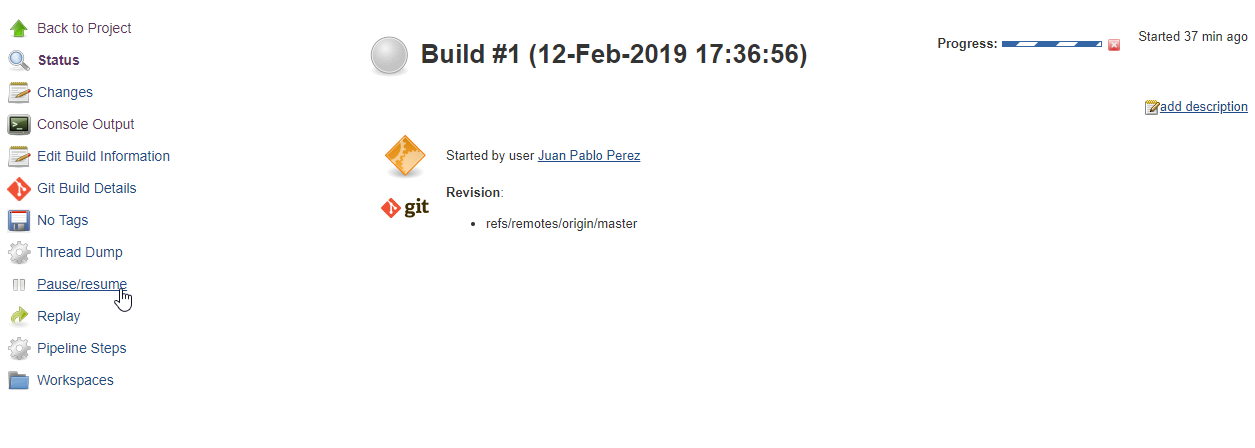 Back to Project
Status
Changes
Console Output
Edit Build Information
Git Build Details
No Tags
Thread Dump
Pause/resume
Replay
Pipeline Steps
Workspaces
Build #1 (12-Feb-2019 17:36:56)
Progress:
Started 37 min ago
add description
Started by user Juan Pablo Perez
git
Revision:
• refs/remotes/origin/master